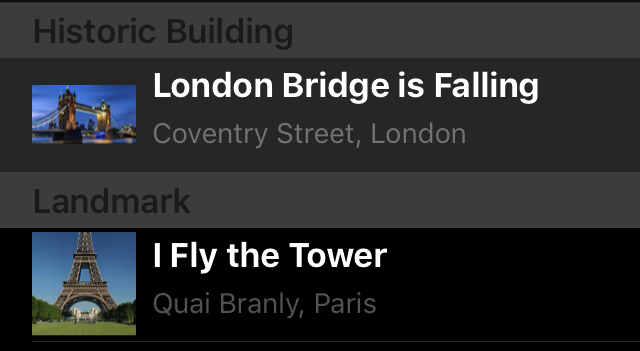 Historic Building
London Bridge is Falling
Coventry Street, London
Landmark
I Fly the Tower
Quai Branly, Paris